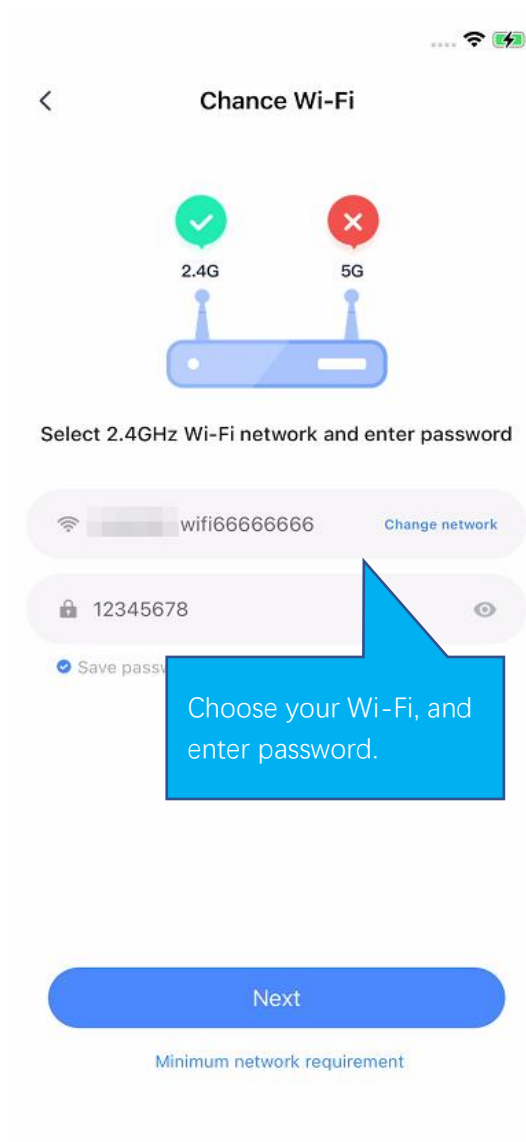 Chance Wi-Fi
2.4G
5G
Select 2.4GHz Wi-Fi network and enter password
wifi66666666
Change network
12345678
Save passw
Choose your Wi-Fi, and
enter password.
Next
Minimum network requirement